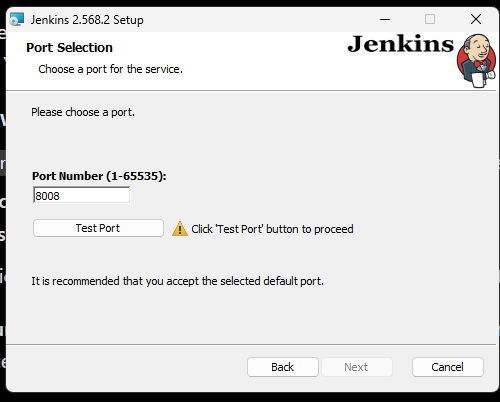 Jenkins 2.568.2 Setup
Port Selection
Choose a port for the service.
Jenkins
Please choose a port.
Port Number (1-65535):
8008
Test Port
Click 'Test Port' button to proceed
It is recommended that you accept the selected default port.
Back
Next
Cancel